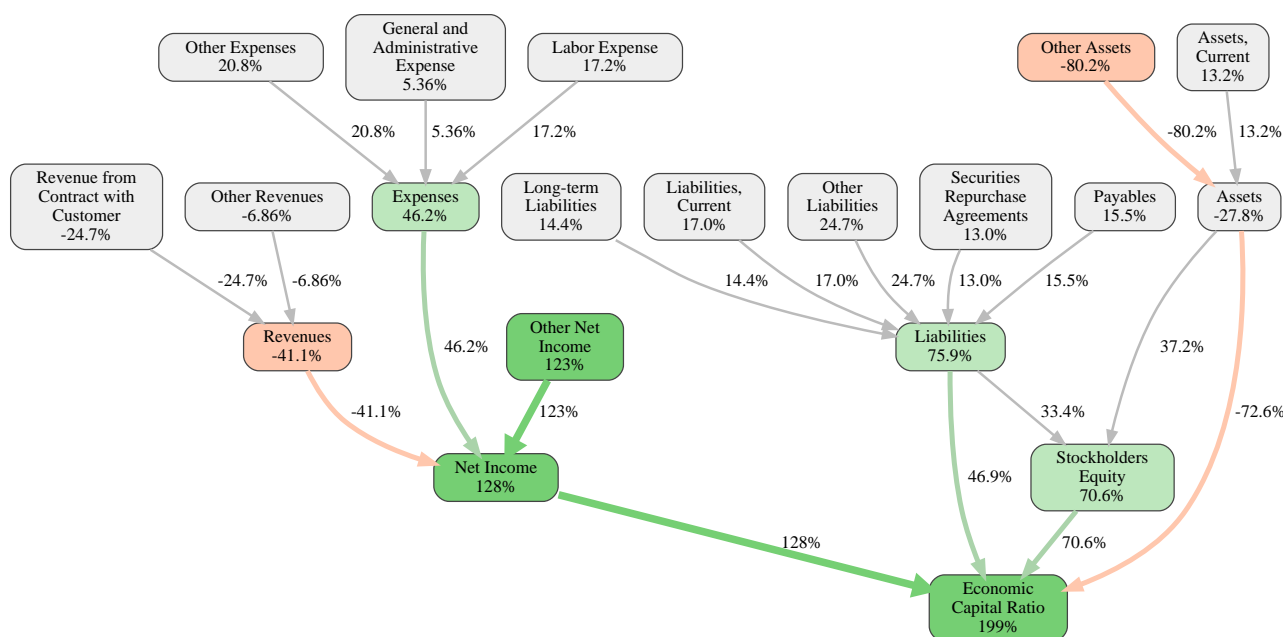 Other Expenses
20.8%
General and
Administrative
Expense
5.36%
Labor Expense
17.2%
Other Assets
-80.2%
Assets,
Current
13.2%
20.8%
5.36%
17.2%
-80.2%
13.2%
Revenue from
Contract with
Customer
-24.7%
Other Revenues
-6.86%
Expenses
46.2%
Long-term
Liabilities
14.4%
Liabilities,
Current
17.0%
Other
Liabilities
24.7%
Securities
Repurchase
Agreements
13.0%
Payables
15.5%
Assets
-27.8%
-24.7%
-6.86%
14.4%
17.0%
24.7%
13.0%
15.5%
Revenues
-41.1%
46.2%
Other Net
Income
123%
Liabilities
75.9%
37.2%
-41.1%
123%
33.4%
-72.6%
Net Income
128%
46.9%
Stockholders
Equity
70.6%
128%
70.6%
Economic
Capital Ratio
199%